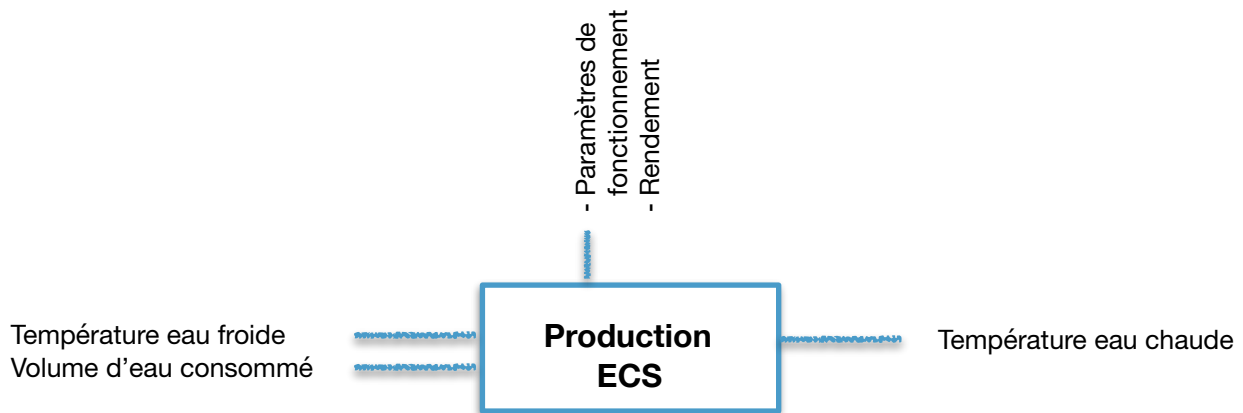 - Paramètres de
fonctionnement
- Rendement
Température eau froide
Volume d’eau consommé
Production
ECS
Température eau chaude